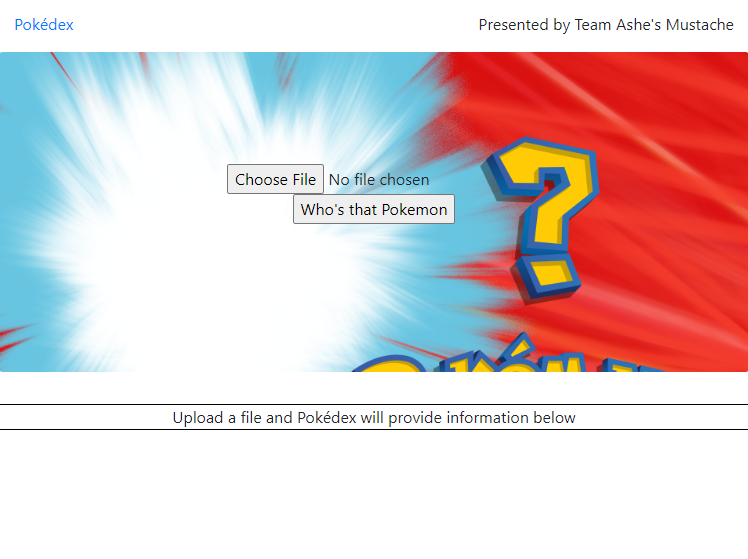 Pokédex
Presented by Team Ashe's Mustache
Choose File No file chosen
Who's that Pokemon
?
Upload a file and Pokédex will provide information below